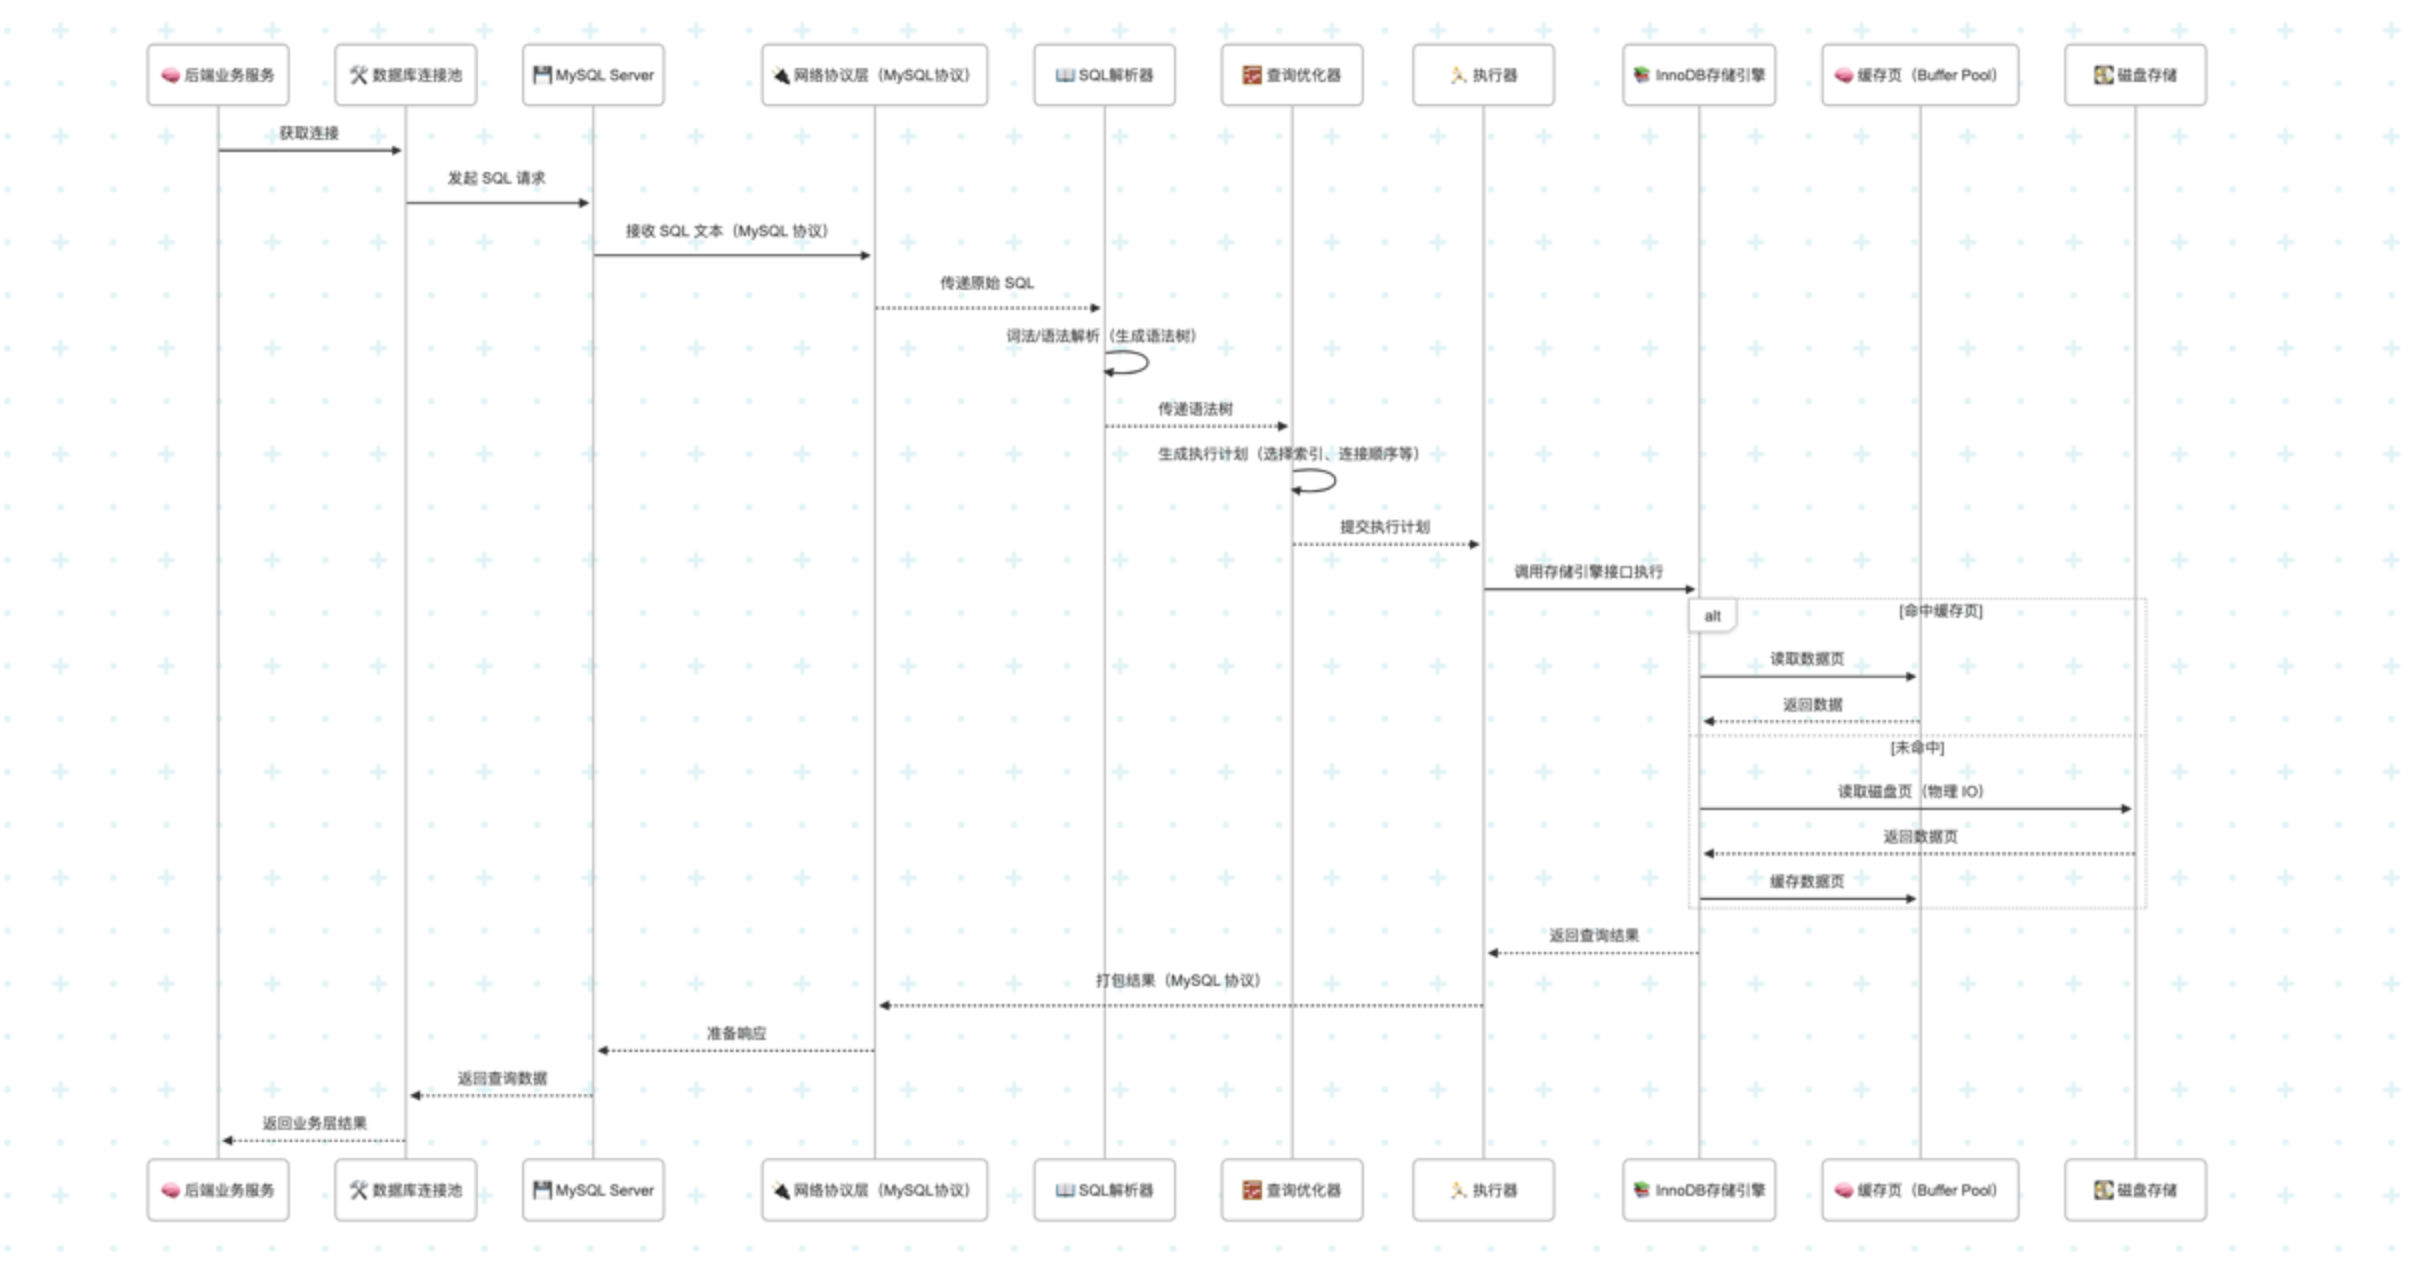 后端业务服务
数据库连接池
MySQL Server
网络协议层（MySQL协议）
SQL解析器
查询优化器
执行器
InnoDB存储引擎
缓存页（Buffer Pool）
磁盘存储
获取连接
发起 SQL 请求
接收 SQL 文本（MySQL 协议）
传递原始 SQL
词法/语法解析（生成语法树）
传递语法树
生成执行计划（选择索引、连接顺序等）
提交执行计划
调用存储引擎接口执行
alt
[命中缓存页]
读取数据页
返回数据
[未命中]
读取磁盘页（物理 IO）
返回数据页
缓存数据页
返回查询结果
打包结果（MySQL 协议）
准备响应
返回查询数据
返回业务层结果
后端业务服务
数据库连接池
MySQL Server
网络协议层（MySQL协议）
SQL解析器
查询优化器
执行器
InnoDB存储引擎
缓存页（Buffer Pool）
磁盘存储